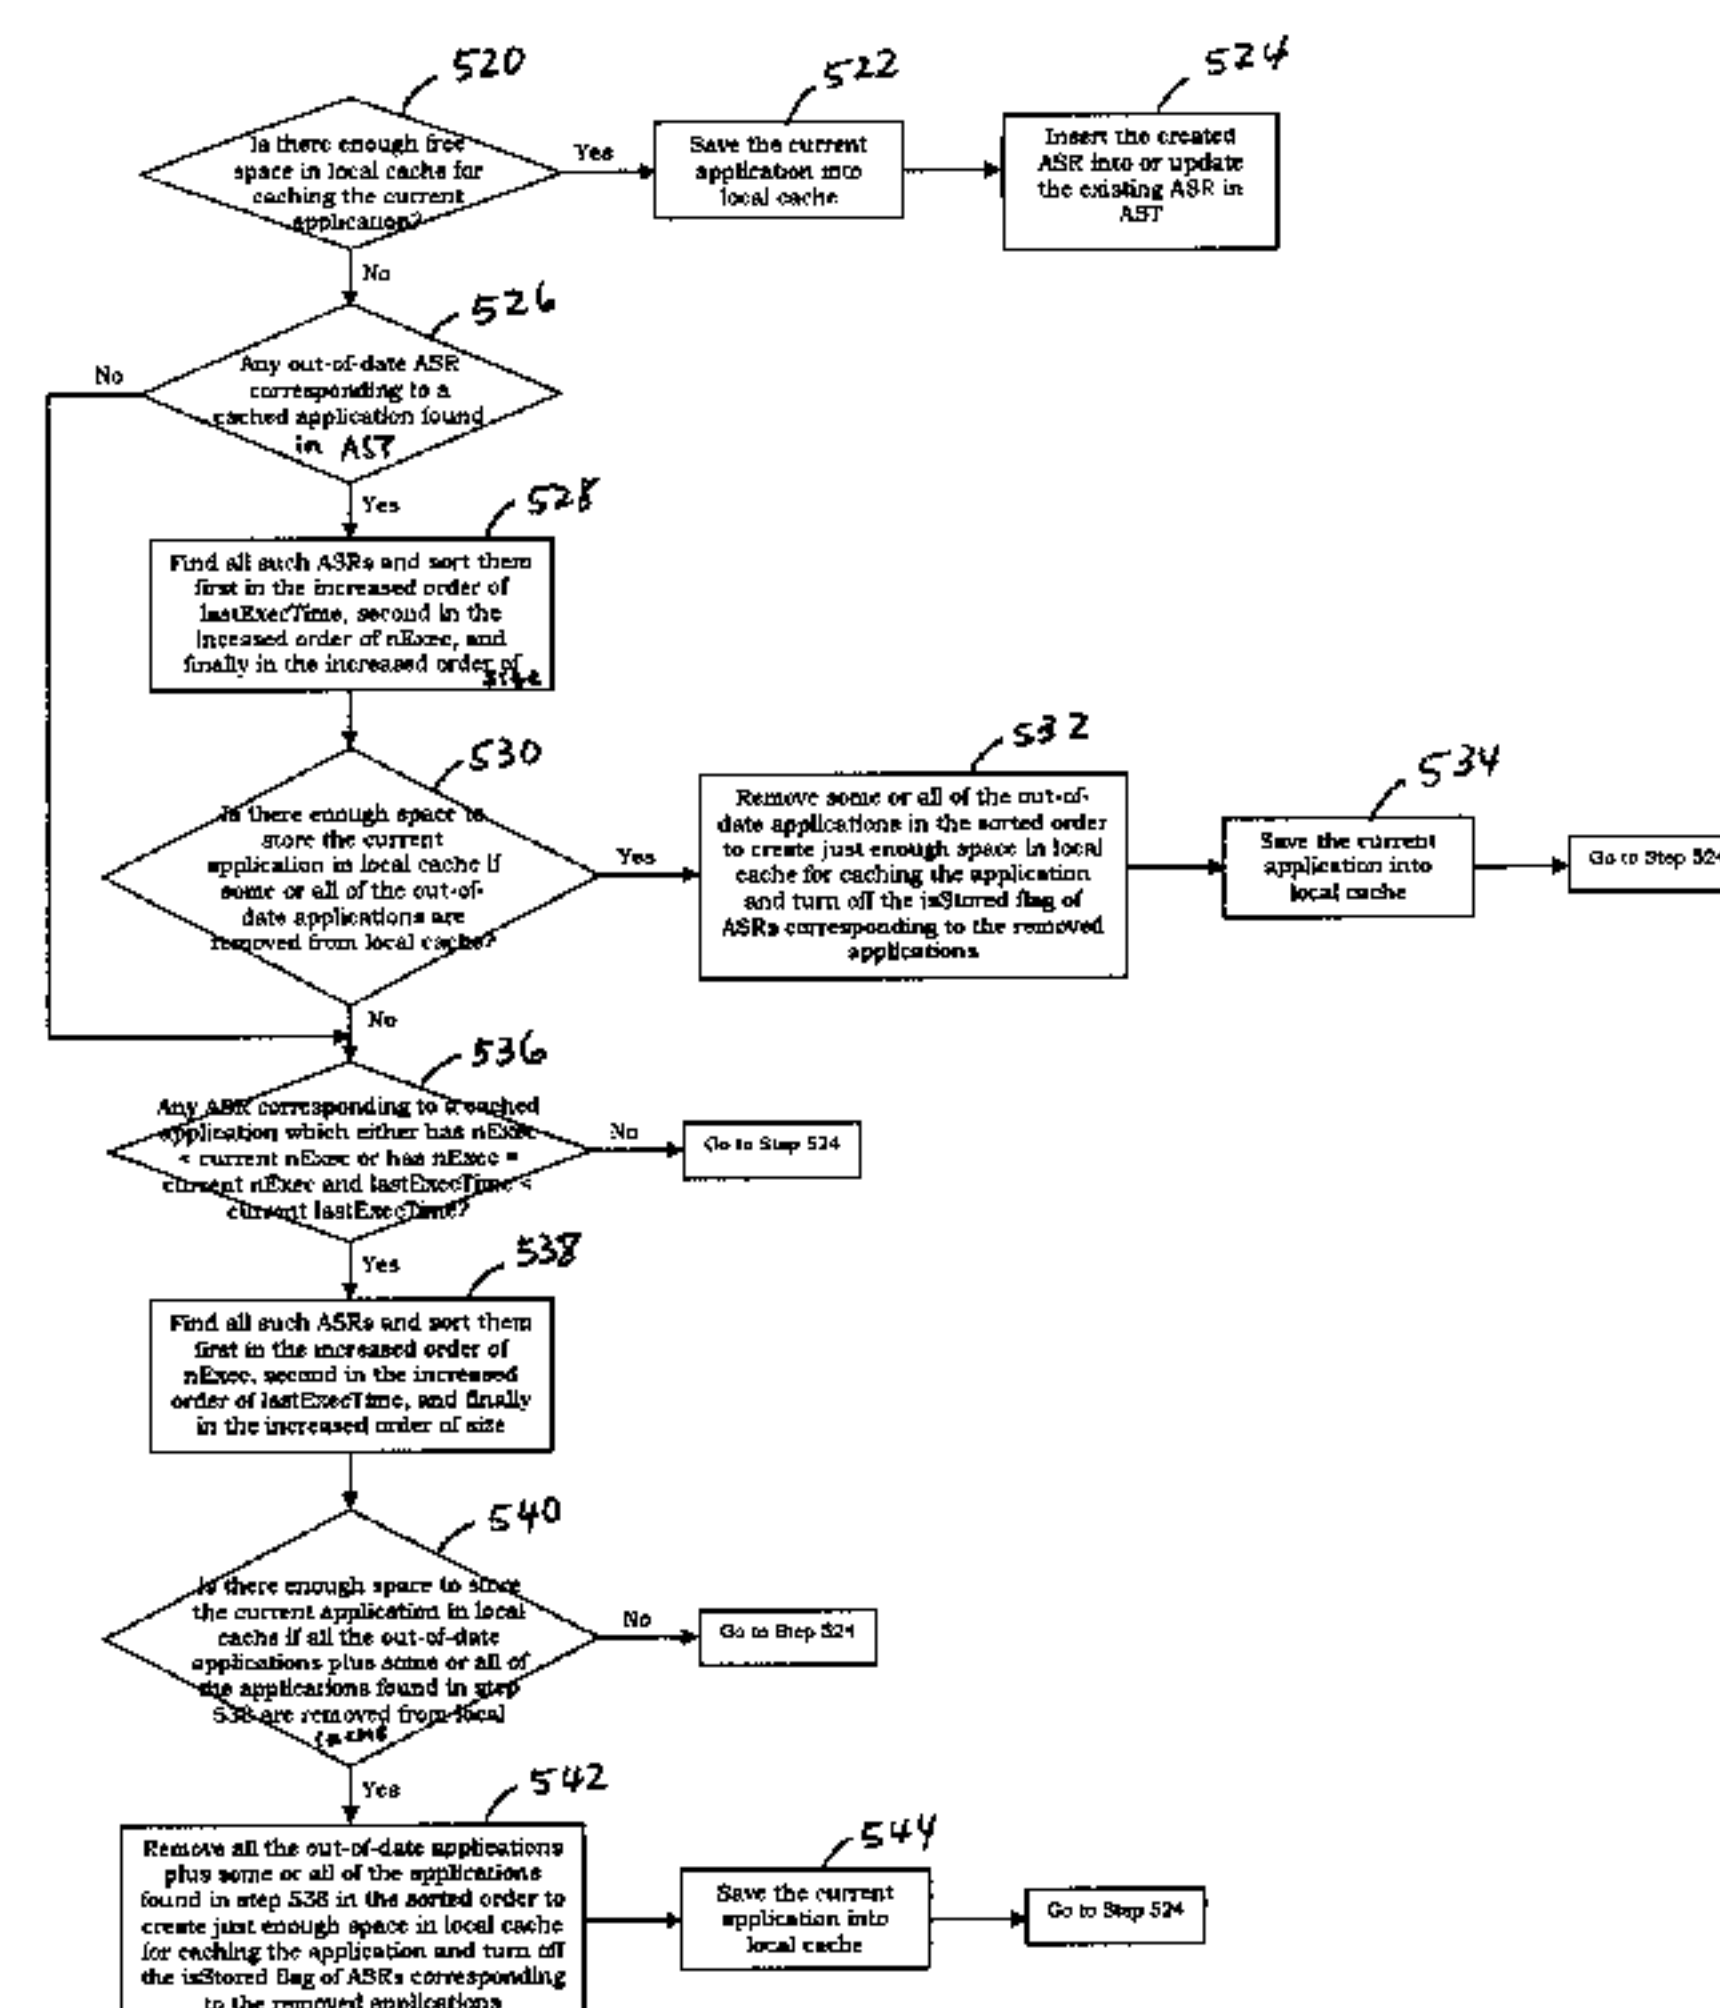 520
Is there enough free
space in local cache for
caching the current
application?
Yes
522
Save the current
application into
local cache
524
Insert the created
ASR into or update
the existing ASR in
AST
No
526
Any out-of-date ASR
corresponding to a
cached application found
in AST
No
Yes
528
Find all such ASRs and sort them
first in the increased order of
lastExecTime, second in the
inceased order of nExec, and
finally in the increased order of
size
530
Is there enough space to
store the current
application in local cache if
some or all of the out-of-
date applications are
removed from local cache?
Yes
532
Remove some or all of the out-of-
date applications in the sorted order
to create just enough space in local
cache for caching the application
and turn off the isStored flag of
ASRs corresponding to the removed
applications
534
Save the current
application into
local cache
Go to Step 524
No
536
Any ASR corresponding to a cached
application which either has nExec
< current nExec or has nExec =
current nExec and lastExecTime <
current lastExecTime?
No
Go to Step 524
Yes
538
Find all such ASRs and sort them
first in the increased order of
nExec, second in the increased
order of lastExecTime, and finally
in the increased order of size
540
Is there enough space to store
the current application in local
cache if all the out-of-date
applications plus some or all of
the applications found in step
538 are removed from local
cache
No
Go to Step 524
Yes
542
Remove all the out-of-date applications
plus some or all of the applications
found in step 538 in the sorted order to
create just enough space in local cache
for caching the application and turn off
the isStored flag of ASRs corresponding
to the removed applications
544
Save the current
application into
local cache
Go to Step 524